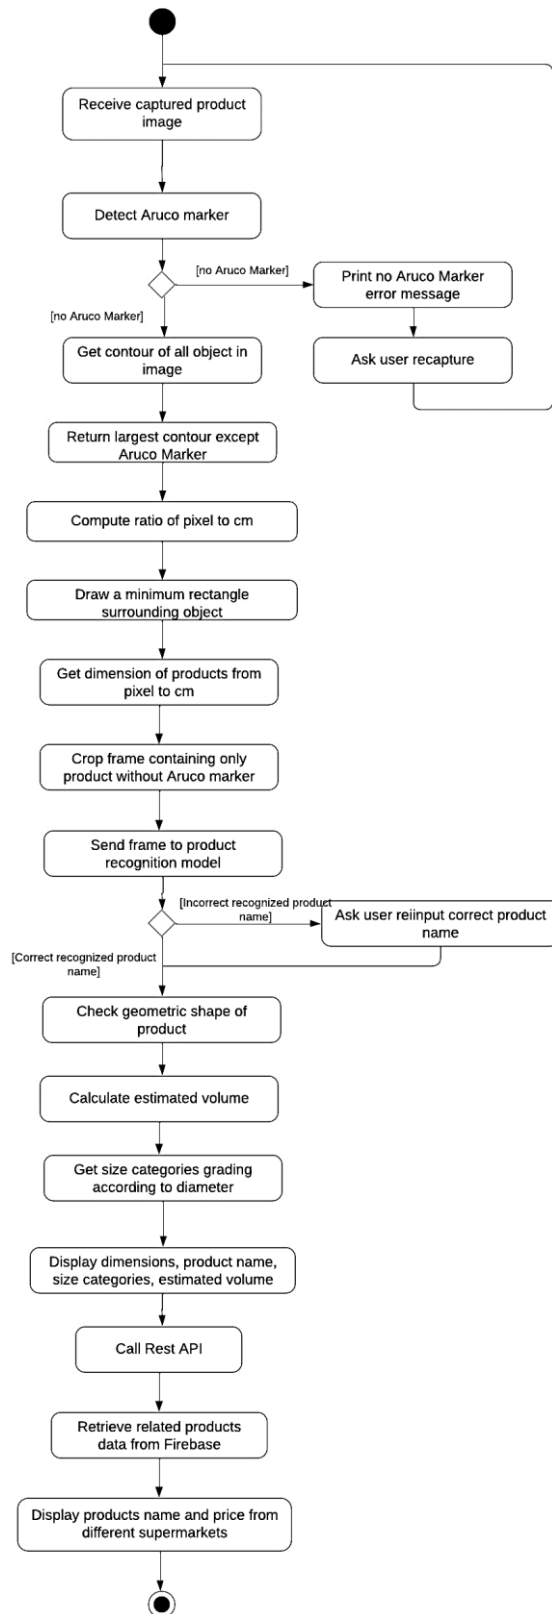 Receive captured product
image
Detect Aruco marker
[no Aruco Marker]
Print no Aruco Marker
error message
[no Aruco Marker]
Get contour of all object in
image
Ask user recapture
Return largest contour except
Aruco Marker
Compute ratio of pixel to cm
Draw a minimum rectangle
surrounding object
Get dimension of products from
pixel to cm
Crop frame containing only
product without Aruco marker
Send frame to product
recognition model
[Incorrect recognized product
name]
Ask user reiinput correct product
name
[Correct recognized product
name]
Check geometric shape of
product
Calculate estimated volume
Get size categories grading
according to diameter
Display dimensions, product name,
size categories, estimated volume
Call Rest API
Retrieve related products
data from Firebase
Display products name and price from
different supermarkets